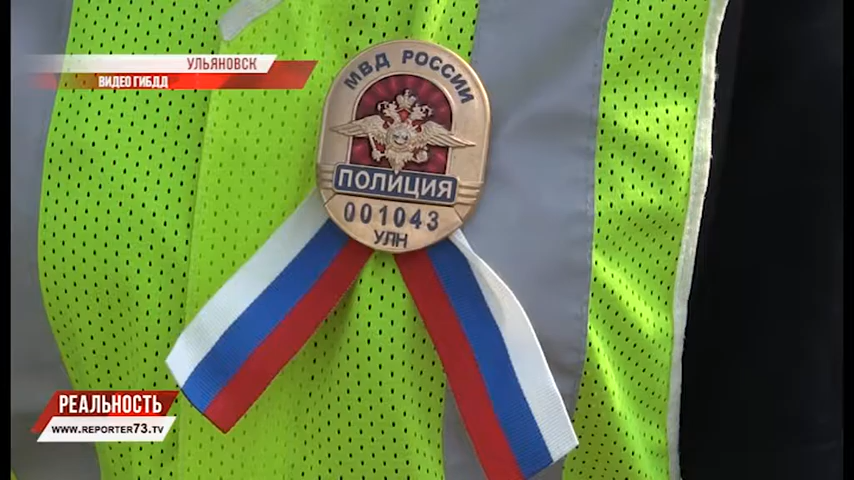 УЛЬЯНОВСК
ВИДЕО ГИБДД
МВД РОССИИ
ПОЛИЦИЯ
001043
УЛН
РЕАЛЬНОСТЬ
WWW.REPORTER73.TV